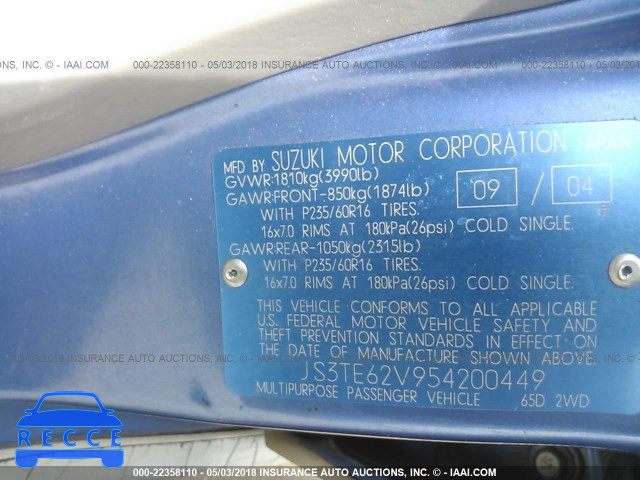 IONS, INC. - © IAAI.COM
000-22358110 - 05/03/2018 - INSURANCE AUTO AUCTIONS, INC. - © IAAI.COM
000-22358110 -
MFD BY SUZUKI MOTOR CORPORATION JAPAN
GVWR:1810kg(3990lb)
GAWR:FRONT-850kg(1874lb)
09 / 04
WITH P235/60R16 TIRES.
16x7.0 RIMS AT 180kPa(26psi) COLD SINGLE.
GAWR:REAR-1050kg(2315lb)
WITH P235/60R16 TIRES.
16x7.0 RIMS AT 180kPa(26psi) COLD SINGLE.
THIS VEHICLE CONFORMS TO ALL APPLICABLE
U.S. FEDERAL MOTOR VEHICLE SAFETY AND
THEFT PREVENTION STANDARDS IN EFFECT ON
THE DATE OF MANUFACTURE SHOWN ABOVE.
JS3TE62V954200449
MULTIPURPOSE PASSENGER VEHICLE 65D 2WD
RECCE
000-22358110 - 05/03/2018 - INSURANCE AUTO AUCTIONS, INC. - © IAAI.COM